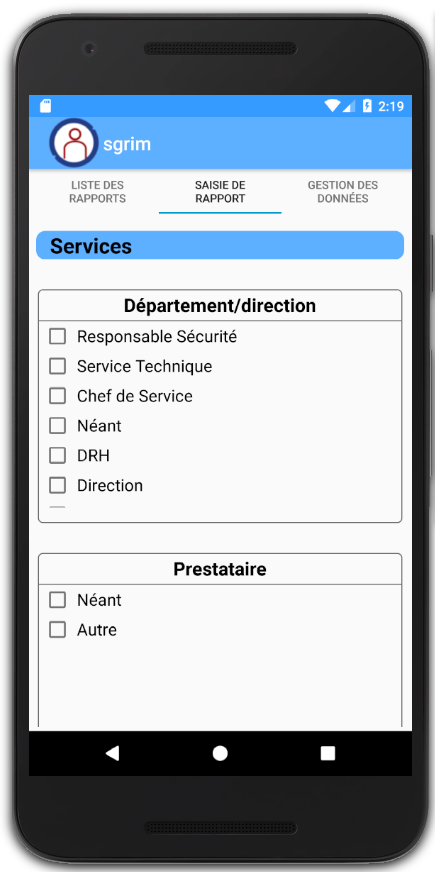 2:19
sgrim
LISTE DES
RAPPORTS
SAISIE DE
RAPPORT
GESTION DES
DONNÉES
Services
Département/direction
Responsable Sécurité
Service Technique
Chef de Service
Néant
DRH
Direction
Prestataire
Néant
Autre